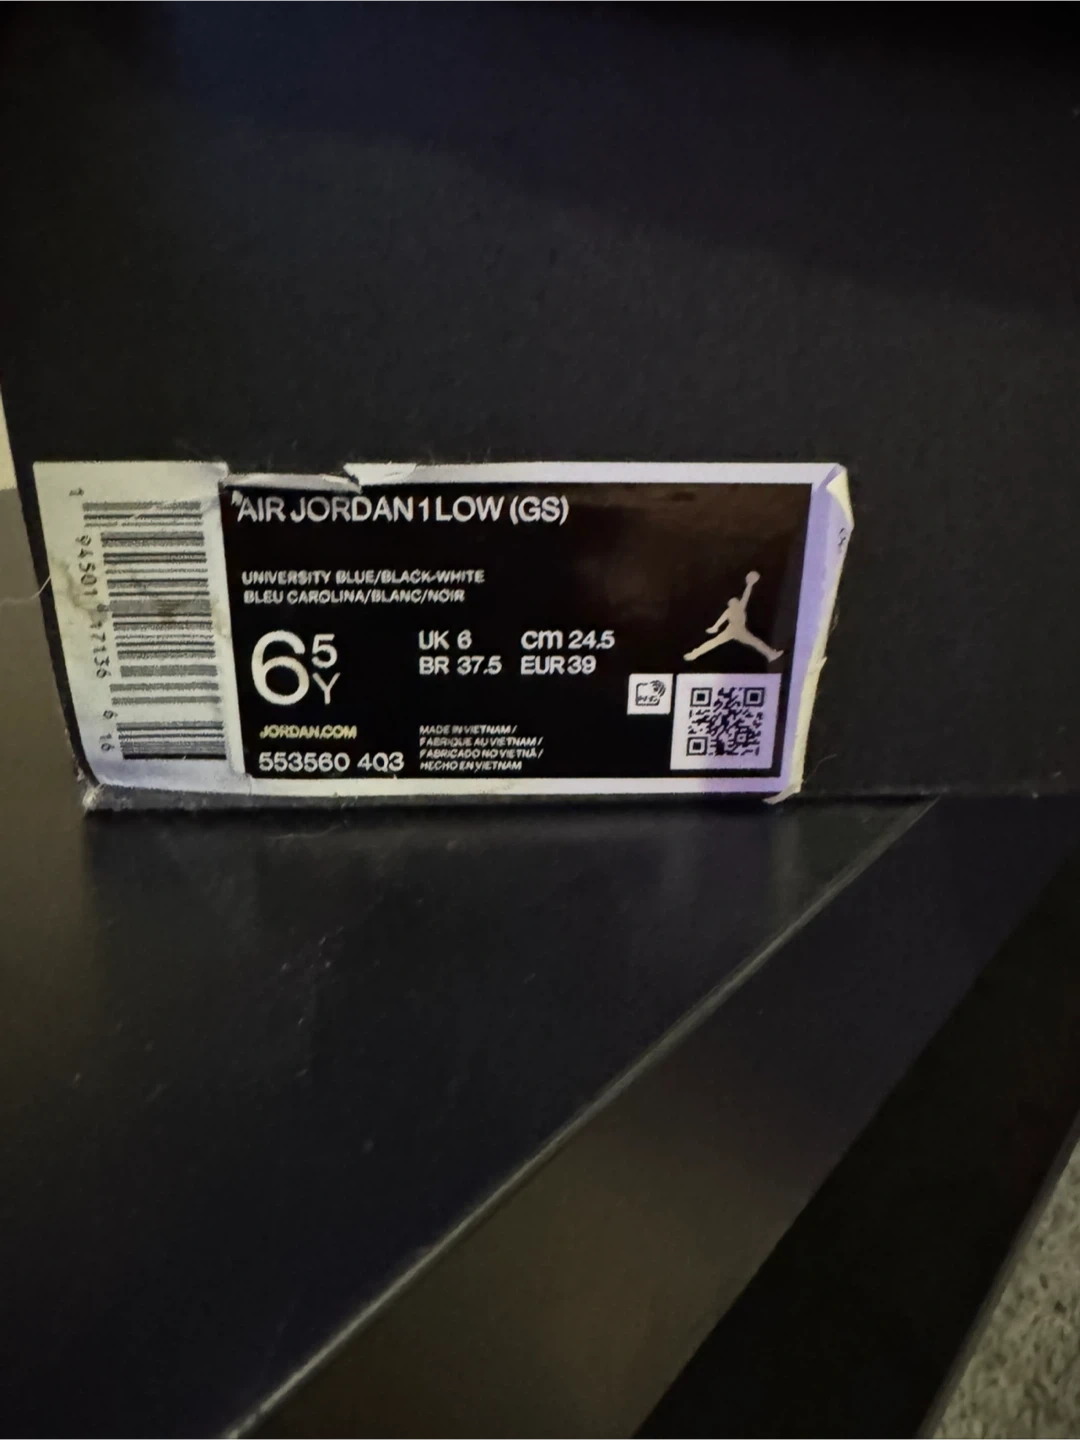 AIR JORDAN 1 LOW (GS)
UNIVERSITY BLUE/BLACK-WHITE
BLEU CAROLINA/BLANC/NOIR
6 5 Y
UK 6 CM 24.5
BR 37.5 EUR 39
JORDAN.COM
553560 403
MADE IN VIETNAM /
FABRIQUE AU VIETNAM /
FABRICADO NO VIETNÃ /
HECHO EN VIETNAM